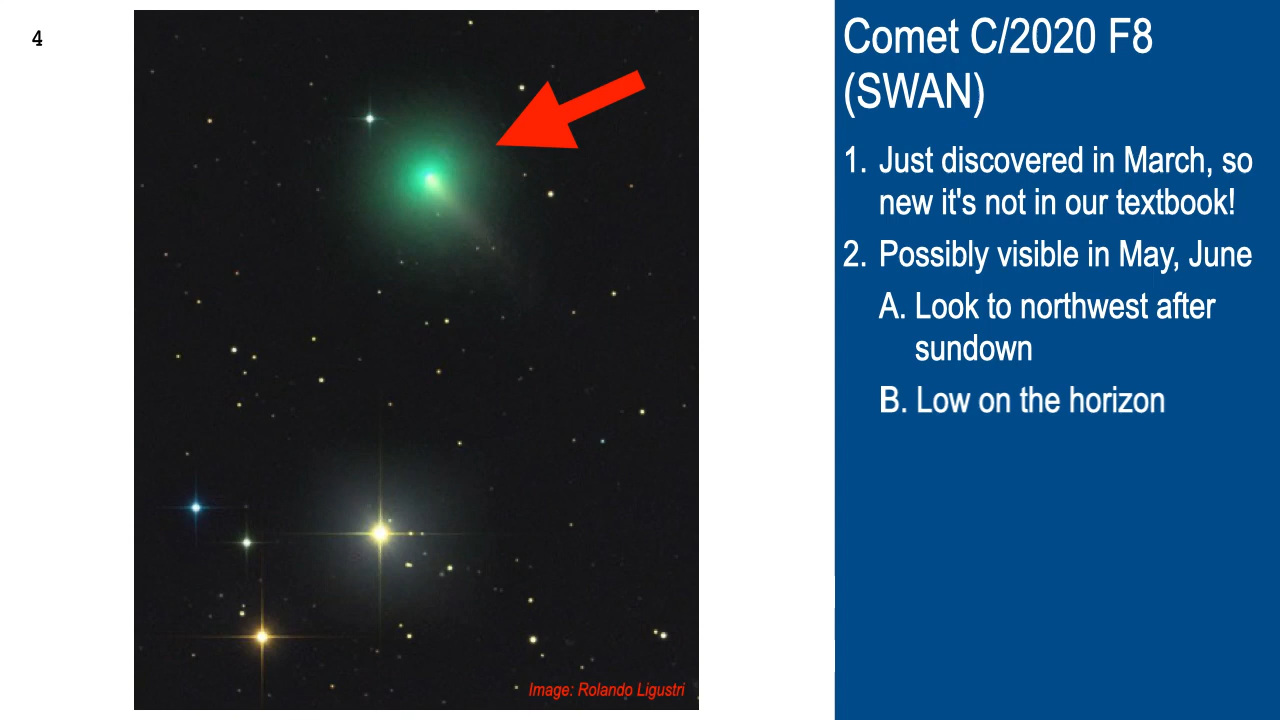 4
Comet C/2020 F8
(SWAN)
1. Just discovered in March, so
new it's not in our textbook!
2. Possibly visible in May, June
A. Look to northwest after
sundown
B. Low on the horizon
Image: Rolando Ligustri